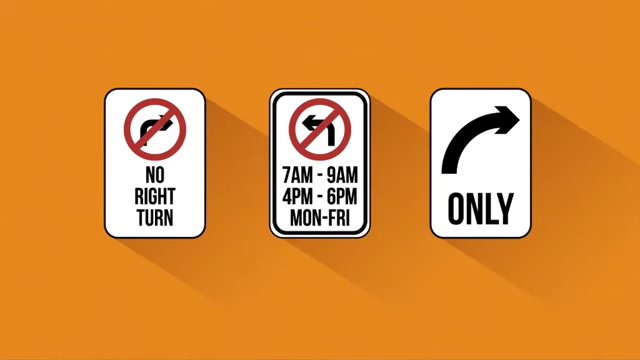 NO
RIGHT
TURN
7AM - 9AM
4PM - 6PM
MON-FRI
ONLY